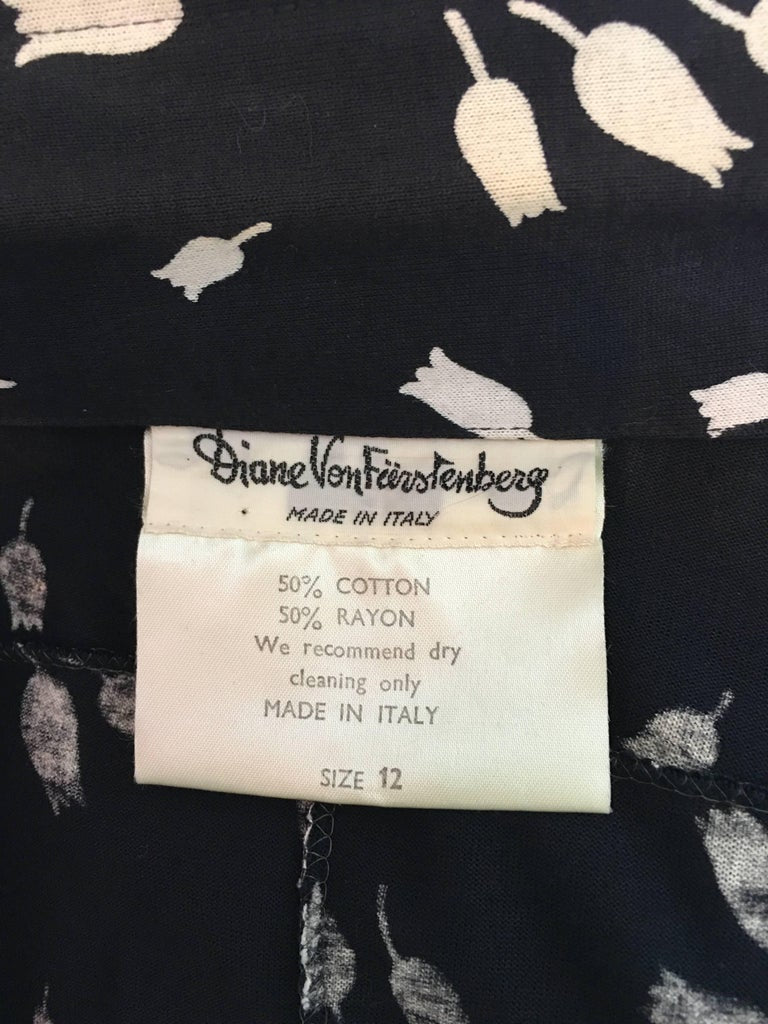 Diane Von Fürstenberg
MADE IN ITALY
50% COTTON
50% RAYON
We recommend dry
cleaning only
MADE IN ITALY
SIZE 12